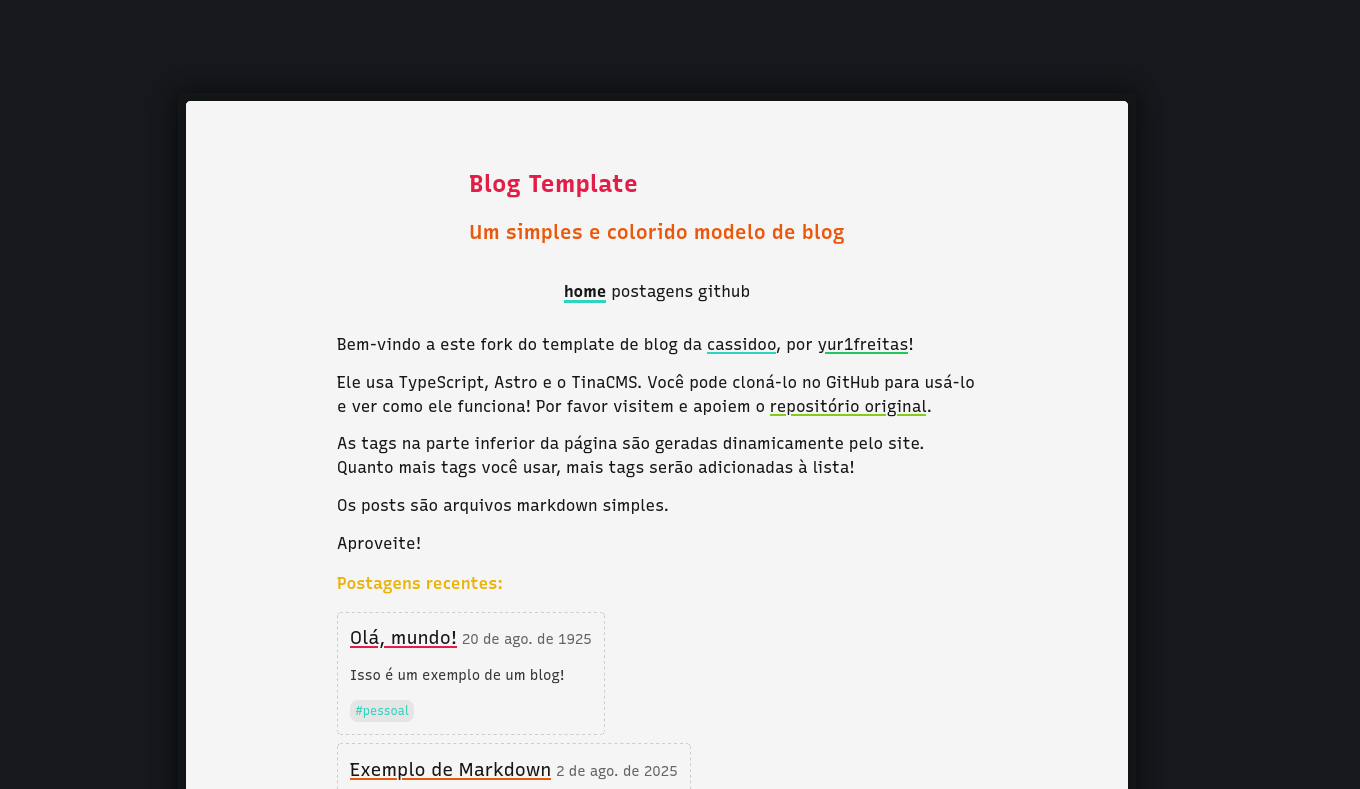 Blog Template
Um simples e colorido modelo de blog
home postagens github
Bem-vindo a este fork do template de blog da cassidoo, por yur1freitas!
Ele usa TypeScript, Astro e o TinaCMS. Você pode cloná-lo no GitHub para usá-lo
e ver como ele funciona! Por favor visitem e apoiem o repositório original.
As tags na parte inferior da página são geradas dinamicamente pelo site.
Quanto mais tags você usar, mais tags serão adicionadas à lista!
Os posts são arquivos markdown simples.
Aproveite!
Postagens recentes:
Olá, mundo! 20 de ago. de 1925
Isso é um exemplo de um blog!
#pessoal
Exemplo de Markdown 2 de ago. de 2025